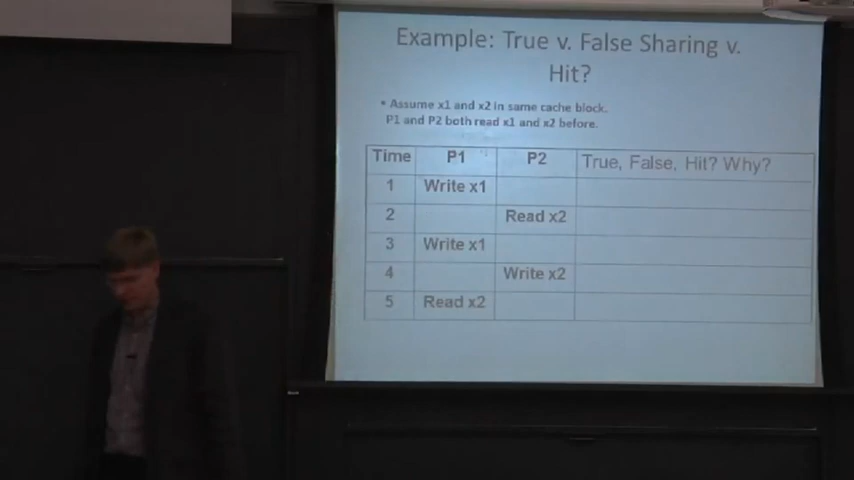 Example: True v. False Sharing v.
Hit?
• Assume x1 and x2 in same cache block.
P1 and P2 both read x1 and x2 before.
Time P1 P2 True, False, Hit? Why?
1 Write x1
2 Read x2
3 Write x1
4 Write x2
5 Read x2